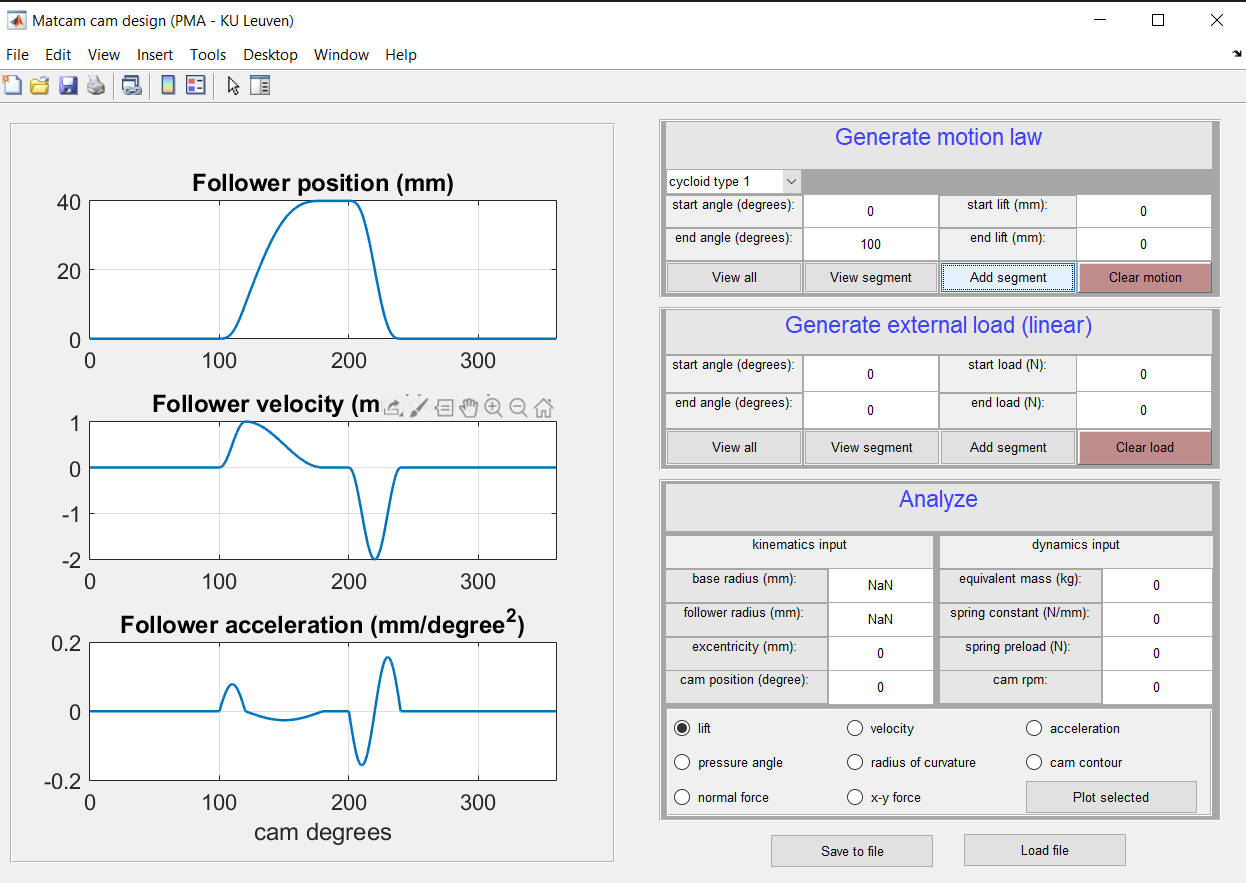 Matcam cam design (PMA - KU Leuven)
File Edit View Insert Tools Desktop Window Help
Follower position (mm)
40
20
0
0 100 200 300
Follower velocity (m
1
0
-1
-2
0 100 200 300
Follower acceleration (mm/degree²)
0.2
0
-0.2
0 100 200 300
cam degrees
Generate motion law
cycloid type 1
start angle (degrees): 0 start lift (mm): 0
end angle (degrees): 100 end lift (mm): 0
View all View segment Add segment Clear motion
Generate external load (linear)
start angle (degrees): 0 start load (N): 0
end angle (degrees): 0 end load (N): 0
View all View segment Add segment Clear load
Analyze
kinematics input dynamics input
base radius (mm): NaN equivalent mass (kg): 0
follower radius (mm): NaN spring constant (N/mm): 0
excentricity (mm): 0 spring preload (N): 0
cam position (degree): 0 cam rpm: 0
lift velocity acceleration
pressure angle radius of curvature cam contour
normal force x-y force Plot selected
Save to file Load file